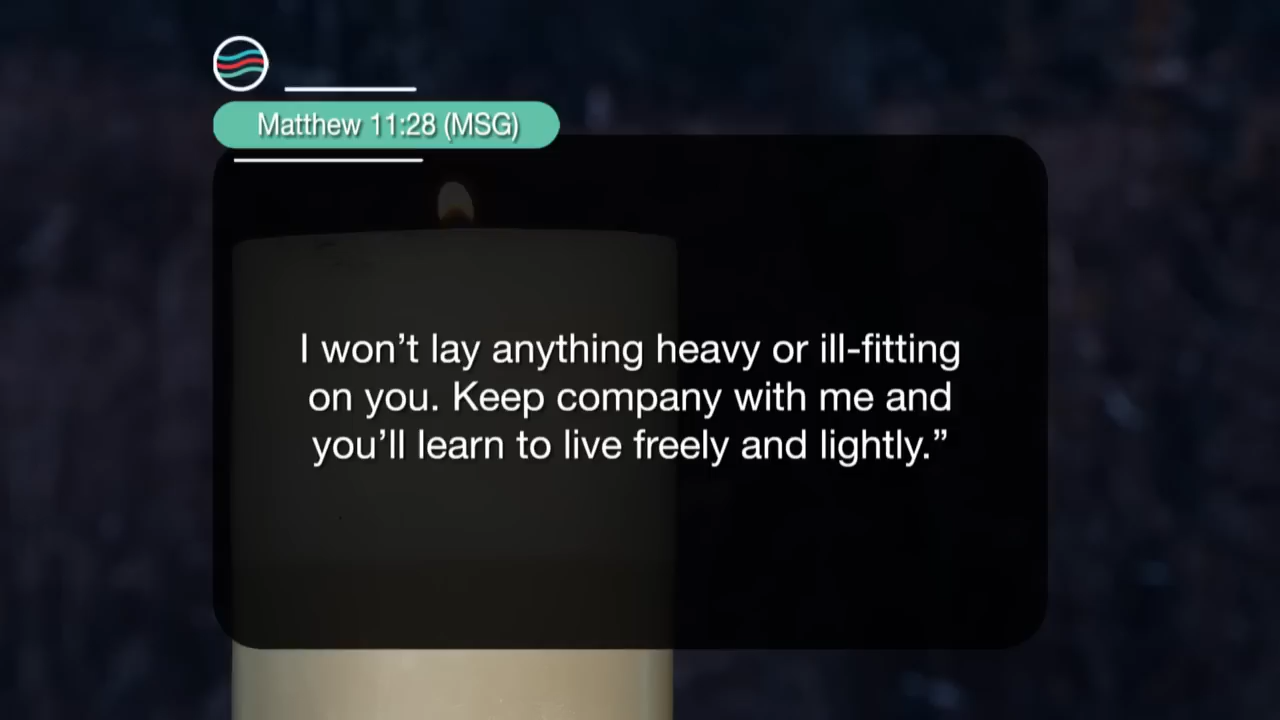 Matthew 11:28 (MSG)
I won’t lay anything heavy or ill-fitting
on you. Keep company with me and
you’ll learn to live freely and lightly.”